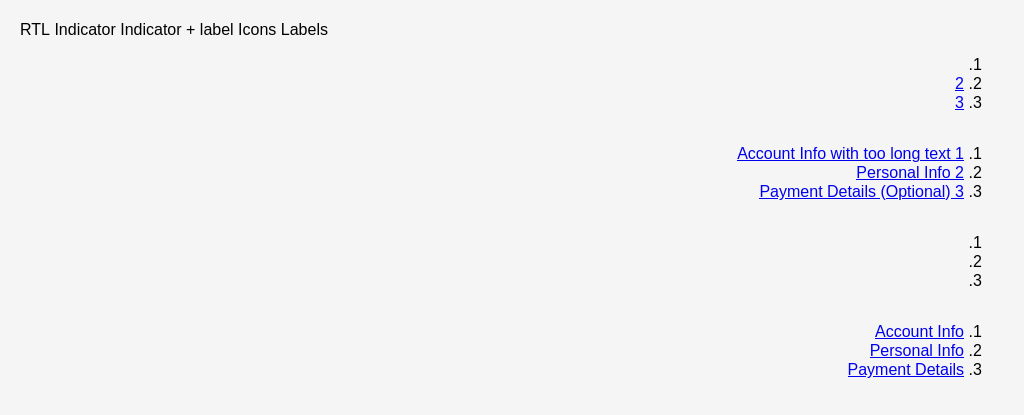 RTL Indicator Indicator + label Icons Labels
.1
2 .2
3 .3
Account Info with too long text 1 .1
Personal Info 2 .2
Payment Details (Optional) 3 .3
.1
.2
.3
Account Info .1
Personal Info .2
Payment Details .3